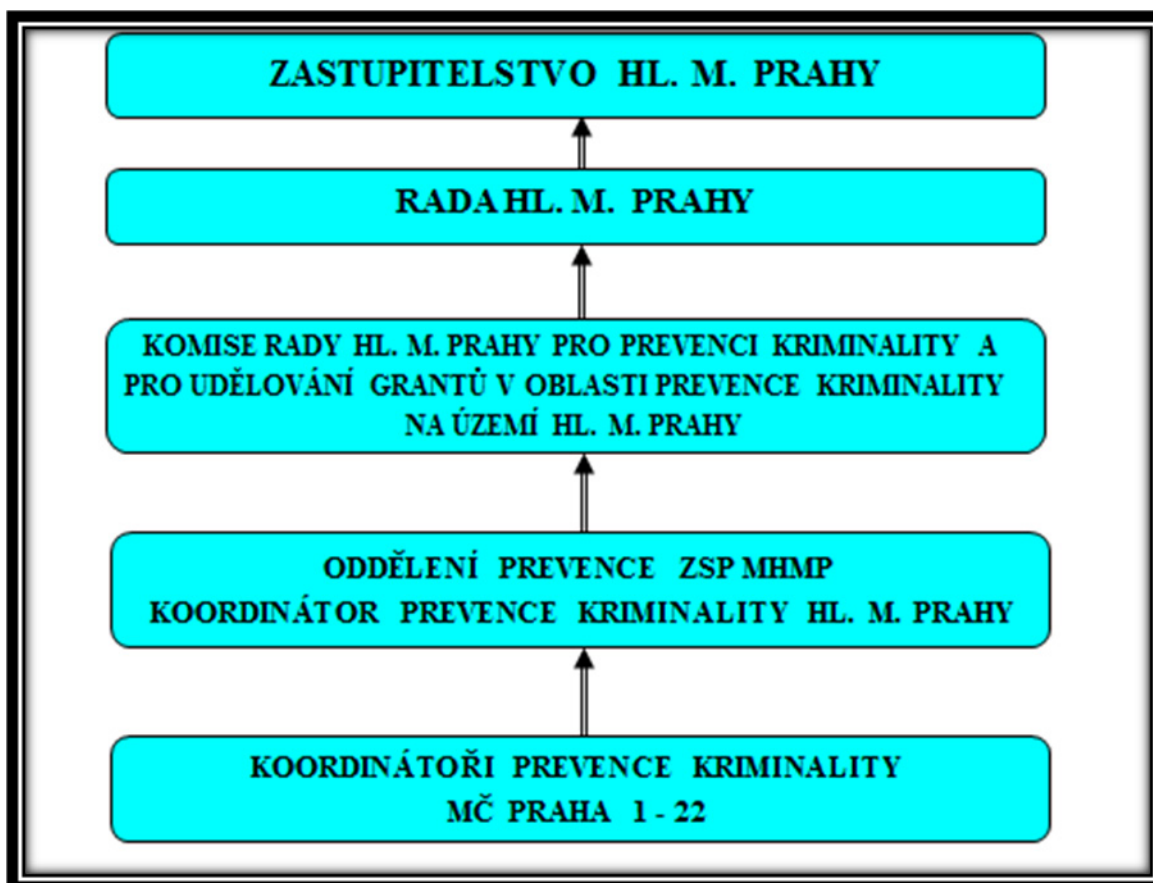 ZASTUPITELSTVO HL. M. PRAHY
RADA HL. M. PRAHY
KOMISE RADY HL. M. PRAHY PRO PREVENCI KRIMINALITY A
PRO UDĚLOVÁNÍ GRANTŮ V OBLASTI PREVENCE KRIMINALITY
NA ÚZEMÍ HL. M. PRAHY
ODDĚLENÍ PREVENCE ZSP MHMP
KOORDINÁTOR PREVENCE KRIMINALITY HL. M. PRAHY
KOORDINÁTOŘI PREVENCE KRIMINALITY
MČ PRAHA 1 - 22